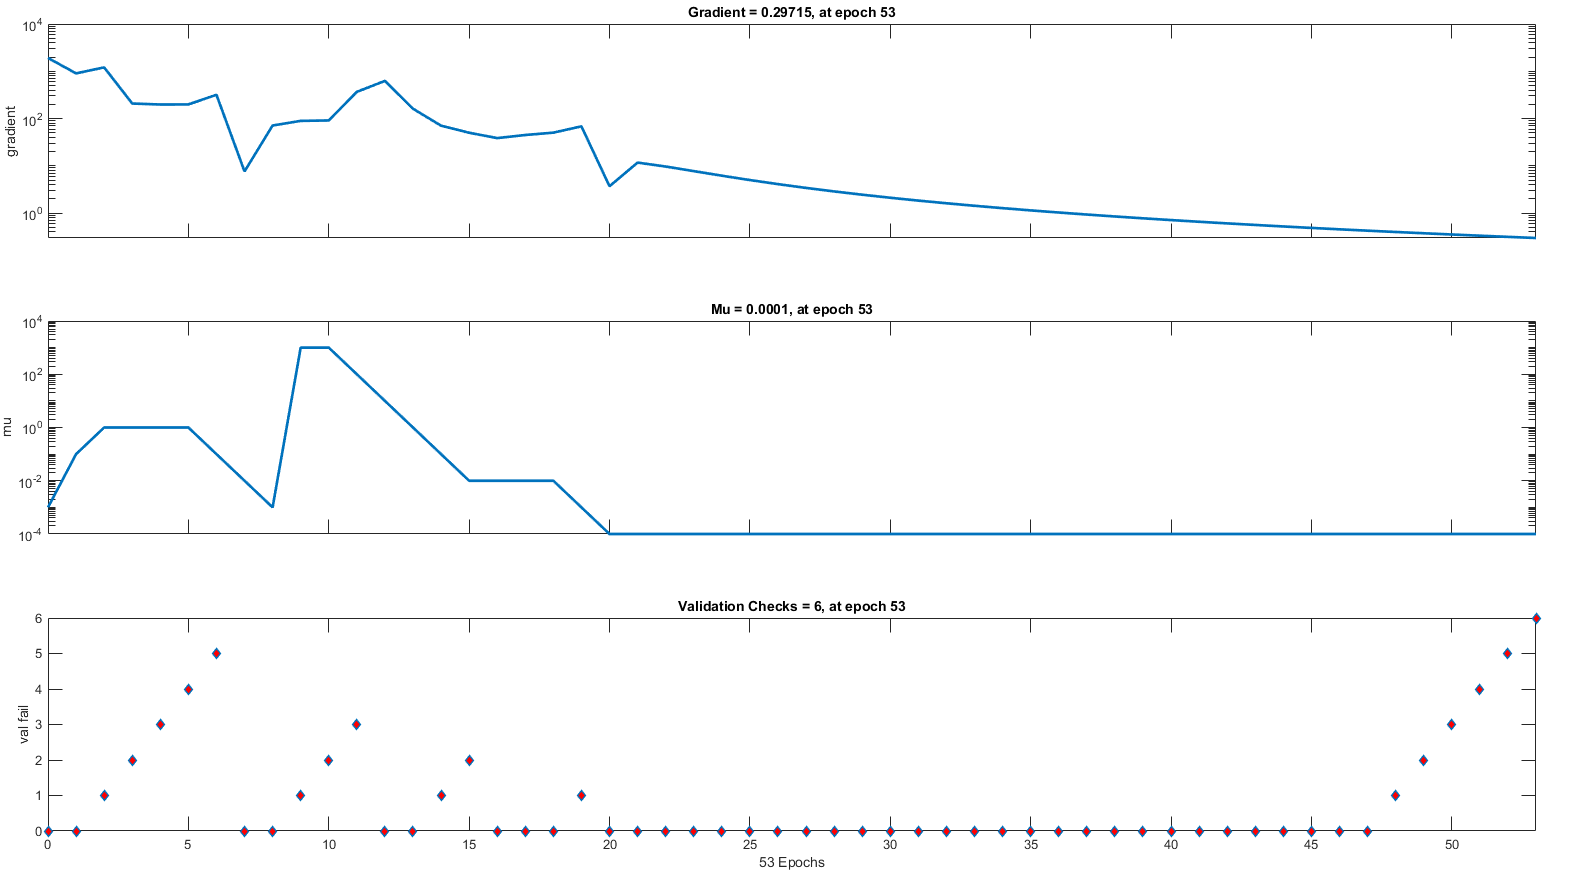 Gradient = 0.29715, at epoch 53
10^4
10^2
10^0
gradient
Mu = 0.0001, at epoch 53
10^4
10^2
10^0
10^-2
10^-4
mu
Validation Checks = 6, at epoch 53
6
5
4
3
2
1
0
val fail
0 5 10 15 20 25 30 35 40 45 50
53 Epochs